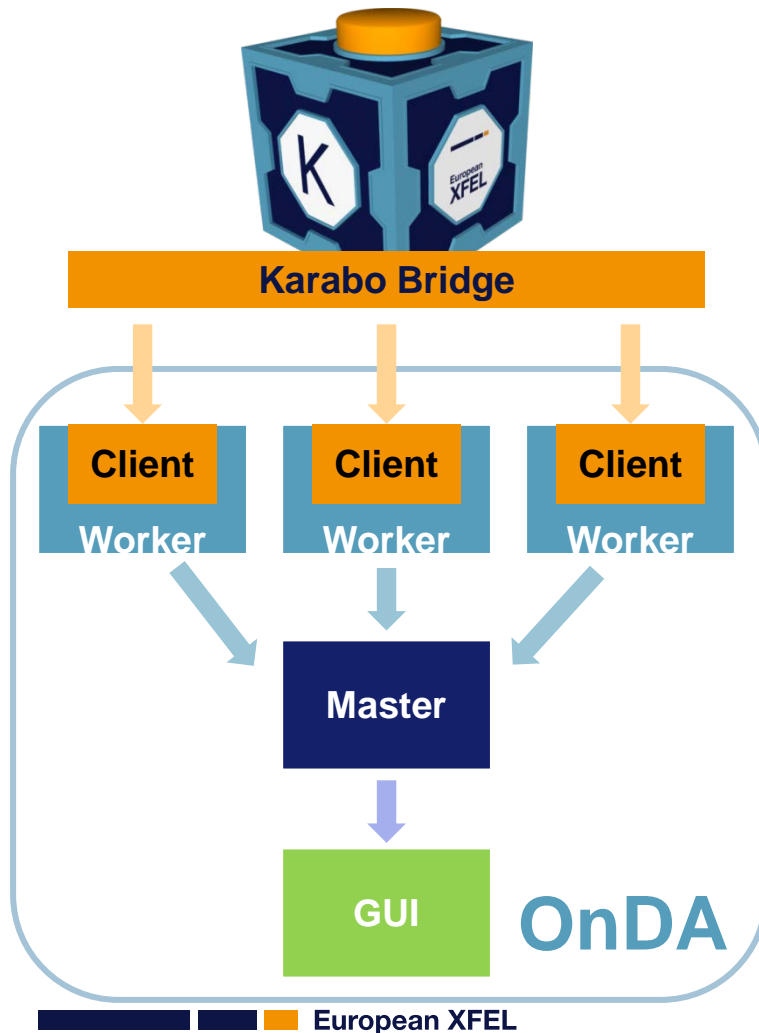 K
European
XFEL
Karabo Bridge
Client Client Client
Worker Worker Worker
Master
GUI
OnDA
European XFEL